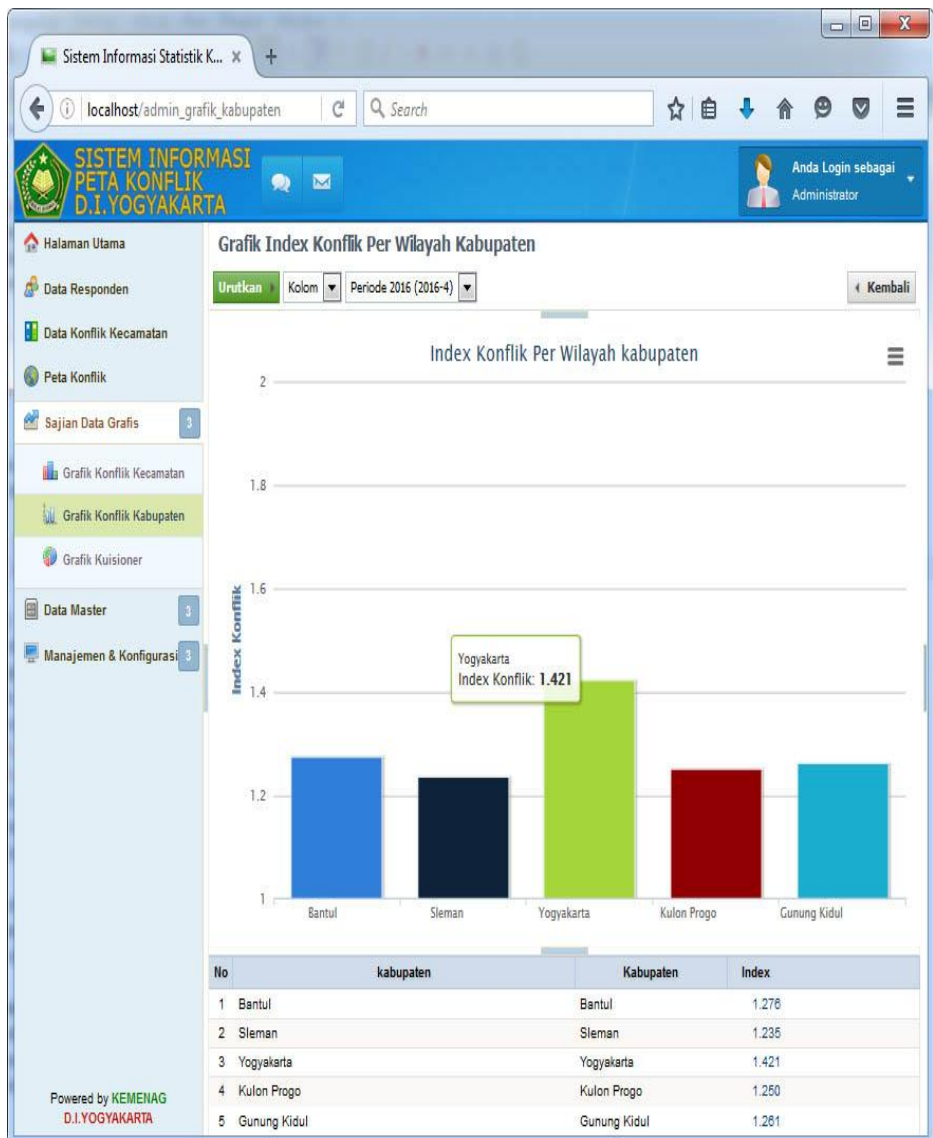 Sistem Informasi Statistik K...
localhost/admin_grafik_kabupaten
Search
SISTEM INFORMASI
PETA KONFLIK
D.I.YOGYAKARTA
Anda Login sebagai
Administrator
Halaman Utama
Data Responden
Data Konflik Kecamatan
Peta Konflik
Sajian Data Grafis 3
Grafik Konflik Kecamatan
Grafik Konflik Kabupaten
Grafik Kuisioner
Data Master 3
Manajemen & Konfigurasi 3
Powered by KEMENAG
D.I.YOGYAKARTA
Grafik Index Konflik Per Wilayah Kabupaten
Urutkan Kolom Periode 2016 (2016-4) Kembali
Index Konflik Per Wilayah kabupaten
Index Konflik
2
1.8
1.6
1.4
1.2
1
Yogyakarta
Index Konflik: 1.421
Bantul Sleman Yogyakarta Kulon Progo Gunung Kidul
No kabupaten Kabupaten Index
1 Bantul Bantul 1.276
2 Sleman Sleman 1.235
3 Yogyakarta Yogyakarta 1.421
4 Kulon Progo Kulon Progo 1.250
5 Gunung Kidul Gunung Kidul 1.261